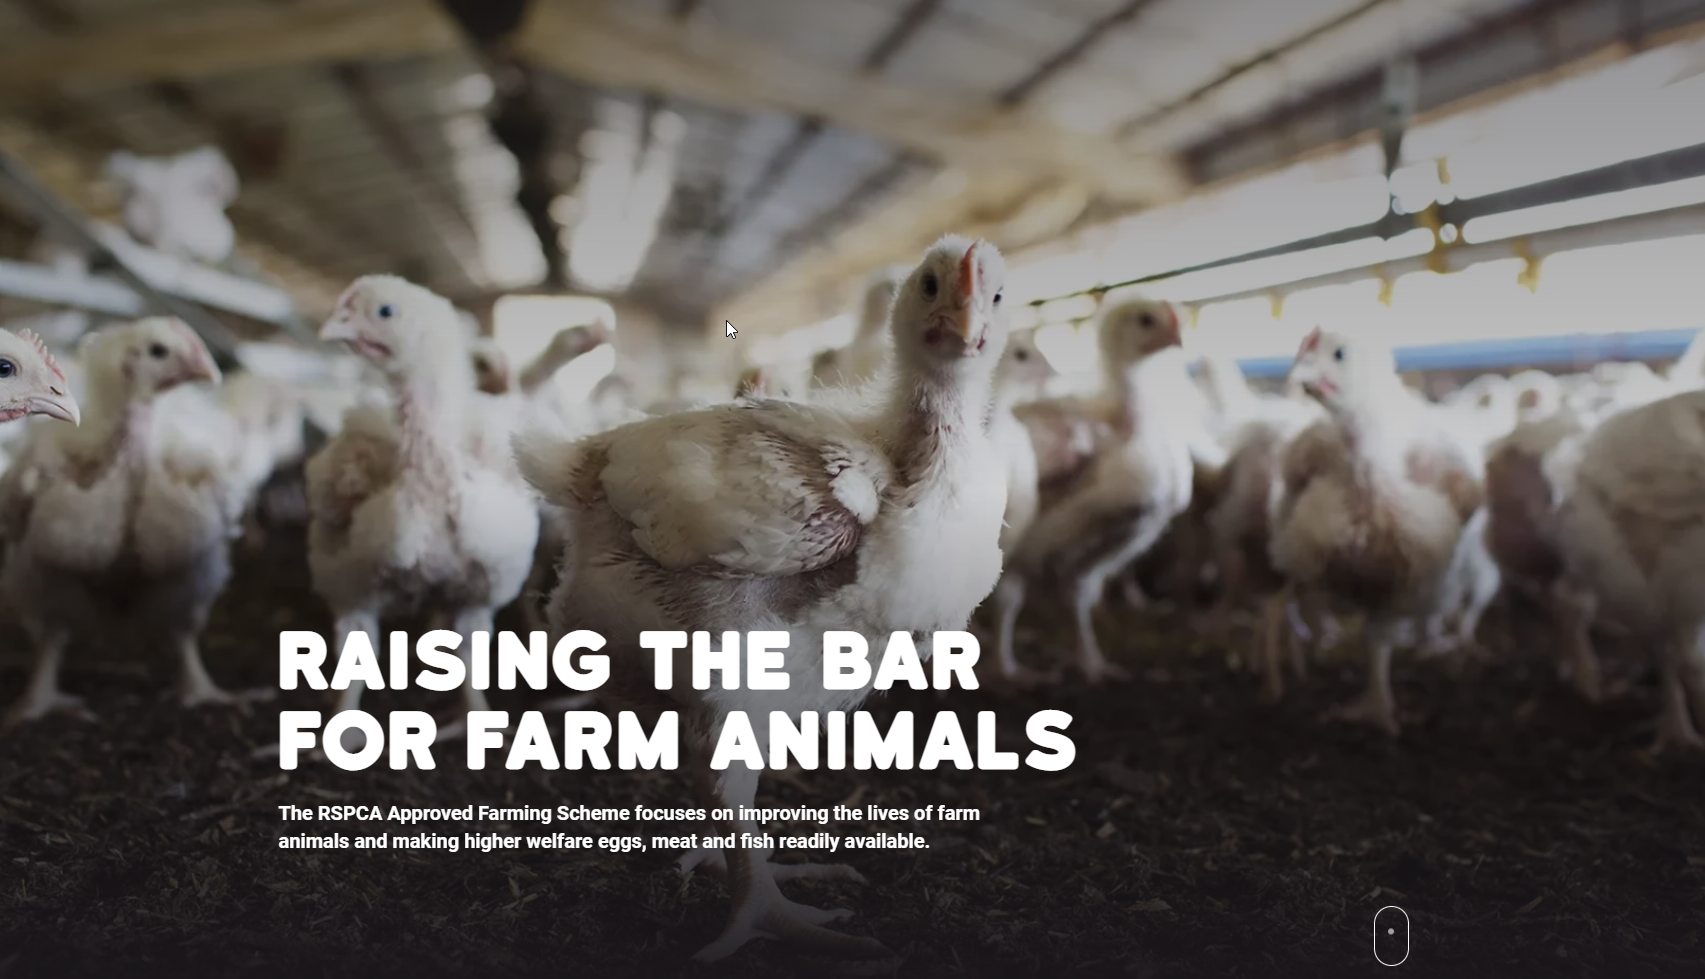 RAISING THE BAR
FOR FARM ANIMALS
The RSPCA Approved Farming Scheme focuses on improving the lives of farm
animals and making higher welfare eggs, meat and fish readily available.